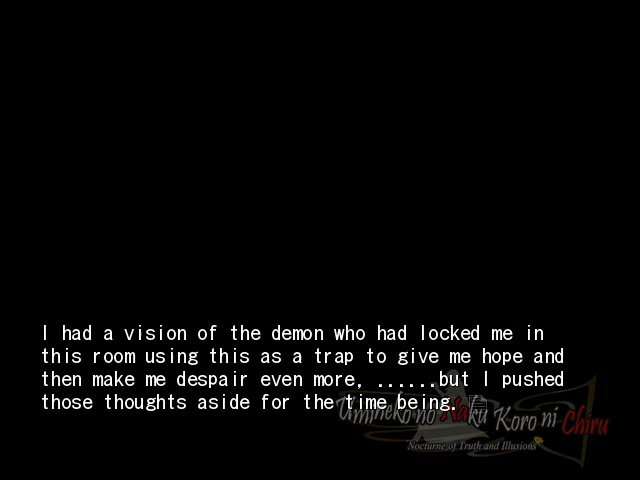 I had a vision of the demon who had locked me in
this room using this as a trap to give me hope and
then make me despair even more, ......but I pushed
those thoughts aside for the time being.
Umineko no Naku Koro ni Chiru
Nocturne of Truth and Illusions